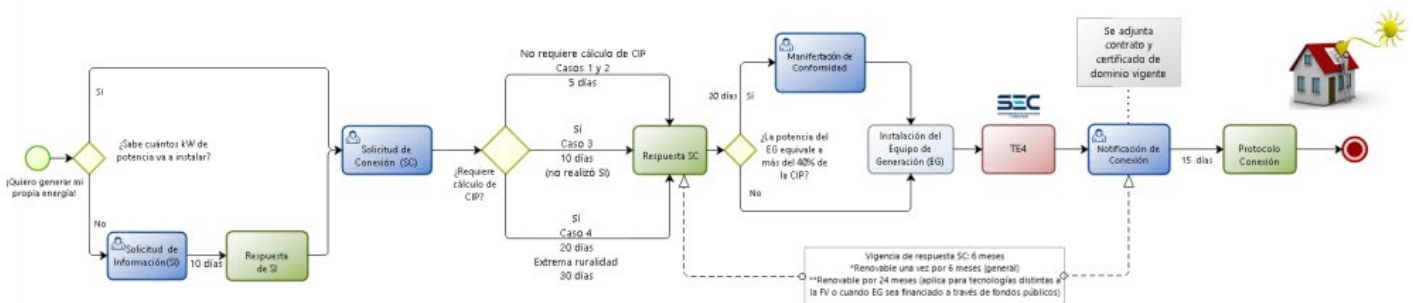 ¡Quiero generar mi
propia energía!
¿Sabe cuántos kW de
potencia va a instalar?
Sí
No
Solicitud de
Información(SI)
10 días
Respuesta
de SI
Solicitud de
Conexión (SC)
¿Requiere
cálculo de
CIP?
No requiere cálculo de CIP
Casos 1 y 2
5 días
Sí
Caso 3
10 días
(no realizó SI)
Sí
Caso 4
20 días
Extrema ruralidad
30 días
Respuesta SC
20 días
Sí
¿La potencia del
EG equivale a
más del 40% de
la CIP?
No
Manifestación de
Conformidad
Instalación del
Equipo de
Generación (EG)
SEC
TE4
Se adjunta
contrato y
certificado de
dominio vigente
Notificación de
Conexión
15 días
Protocolo
Conexión
Vigencia de respuesta SC: 6 meses
*Renovable una vez por 6 meses (general)
**Renovable por 24 meses (aplica para tecnologías distintas a
la FV o cuando EG sea financiado a través de fondos públicos)